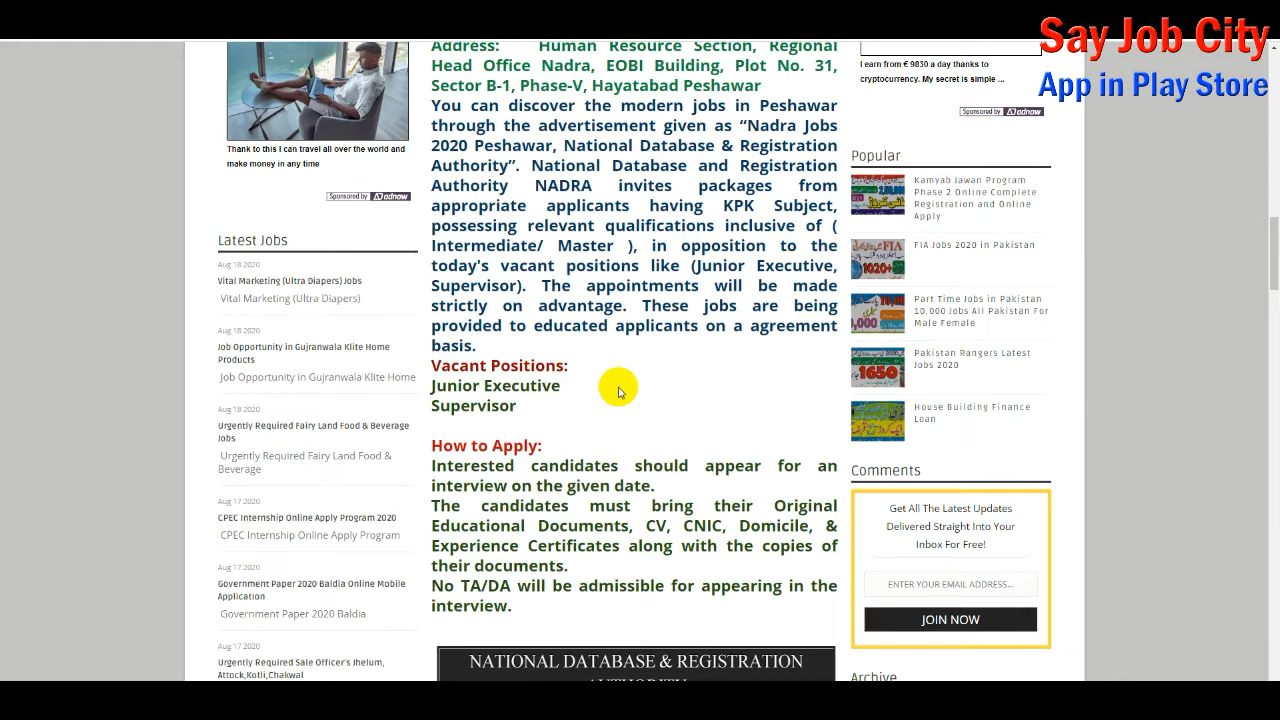 Say Job City
App in Play Store
Thank to this I can travel all over the world and
make money in any time
Sponsored by adnow
Latest Jobs
Aug 18 2020
Vital Marketing (Ultra Diapers) Jobs
Vital Marketing (Ultra Diapers)
Aug 18 2020
Job Opportunity in Gujranwala Klite Home
Products
Job Opportunity in Gujranwala Klite Home
Aug 18 2020
Urgently Required Fairy Land Food & Beverage
Jobs
Urgently Required Fairy Land Food &
Beverage
Aug 17 2020
CPEC Internship Online Apply Program 2020
CPEC Internship Online Apply Program
Aug 17 2020
Government Paper 2020 Baldia Online Mobile
Application
Government Paper 2020 Baldia
Aug 17 2020
Urgently Required Sale Officer's Jhelum,
Attock,Kotli,Chakwal
Address: Human Resource Section, Regional
Head Office Nadra, EOBI Building, Plot No. 31,
Sector B-1, Phase-V, Hayatabad Peshawar
You can discover the modern jobs in Peshawar
through the advertisement given as “Nadra Jobs
2020 Peshawar, National Database & Registration
Authority”. National Database and Registration
Authority NADRA invites packages from
appropriate applicants having KPK Subject,
possessing relevant qualifications inclusive of (
Intermediate/ Master ), in opposition to the
today's vacant positions like (Junior Executive,
Supervisor). The appointments will be made
strictly on advantage. These jobs are being
provided to educated applicants on a agreement
basis.
Vacant Positions:
Junior Executive
Supervisor
How to Apply:
Interested candidates should appear for an
interview on the given date.
The candidates must bring their Original
Educational Documents, CV, CNIC, Domicile, &
Experience Certificates along with the copies of
their documents.
No TA/DA will be admissible for appearing in the
interview.
NATIONAL DATABASE & REGISTRATION
I earn from € 9830 a day thanks to
cryptocurrency. My secret is simple ...
Sponsored by adnow
Popular
Kamyab Jawan Program
Phase 2 Online Complete
Registration and Online
Apply
FIA Jobs 2020 in Pakistan
1020+
Part Time Jobs in Pakistan
10,000 Jobs All Pakistan For
Male Female
Pakistan Rangers Latest
Jobs 2020
1650
House Building Finance
Loan
Comments
Get All The Latest Updates
Delivered Straight Into Your
Inbox For Free!
ENTER YOUR EMAIL ADDRESS...
JOIN NOW
Archive